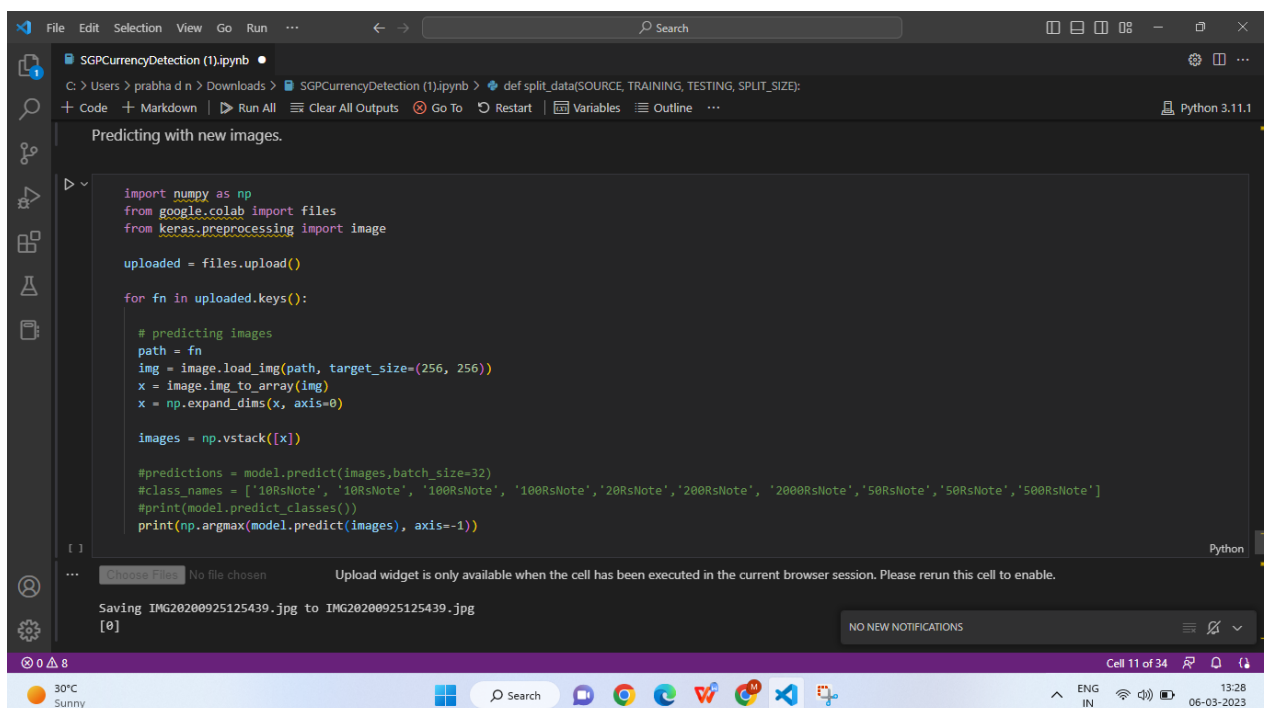 File Edit Selection View Go Run ··· ← → Search
SGPCurrencyDetection (1).ipynb ●
C: > Users > prabha d n > Downloads > SGPCurrencyDetection (1).ipynb > def split_data(SOURCE, TRAINING, TESTING, SPLIT_SIZE):
+ Code + Markdown | Run All Clear All Outputs Go To Restart | Variables Outline ··· Python 3.11.1
Predicting with new images.
import numpy as np
from google.colab import files
from keras.preprocessing import image
uploaded = files.upload()
for fn in uploaded.keys():
# predicting images
path = fn
img = image.load_img(path, target_size=(256, 256))
x = image.img_to_array(img)
x = np.expand_dims(x, axis=0)
images = np.vstack([x])
#predictions = model.predict(images,batch_size=32)
#class_names = ['10RsNote', '10RsNote', '100RsNote', '100RsNote','20RsNote','200RsNote', '2000RsNote','50RsNote','50RsNote','500RsNote']
#print(model.predict_classes())
print(np.argmax(model.predict(images), axis=-1))
[ ] Python
··· Choose Files No file chosen Upload widget is only available when the cell has been executed in the current browser session. Please rerun this cell to enable.
Saving IMG20200925125439.jpg to IMG20200925125439.jpg
[0]
NO NEW NOTIFICATIONS
0 8 Cell 11 of 34
30°C
Sunny
Search
ENG
IN
13:28
06-03-2023
1